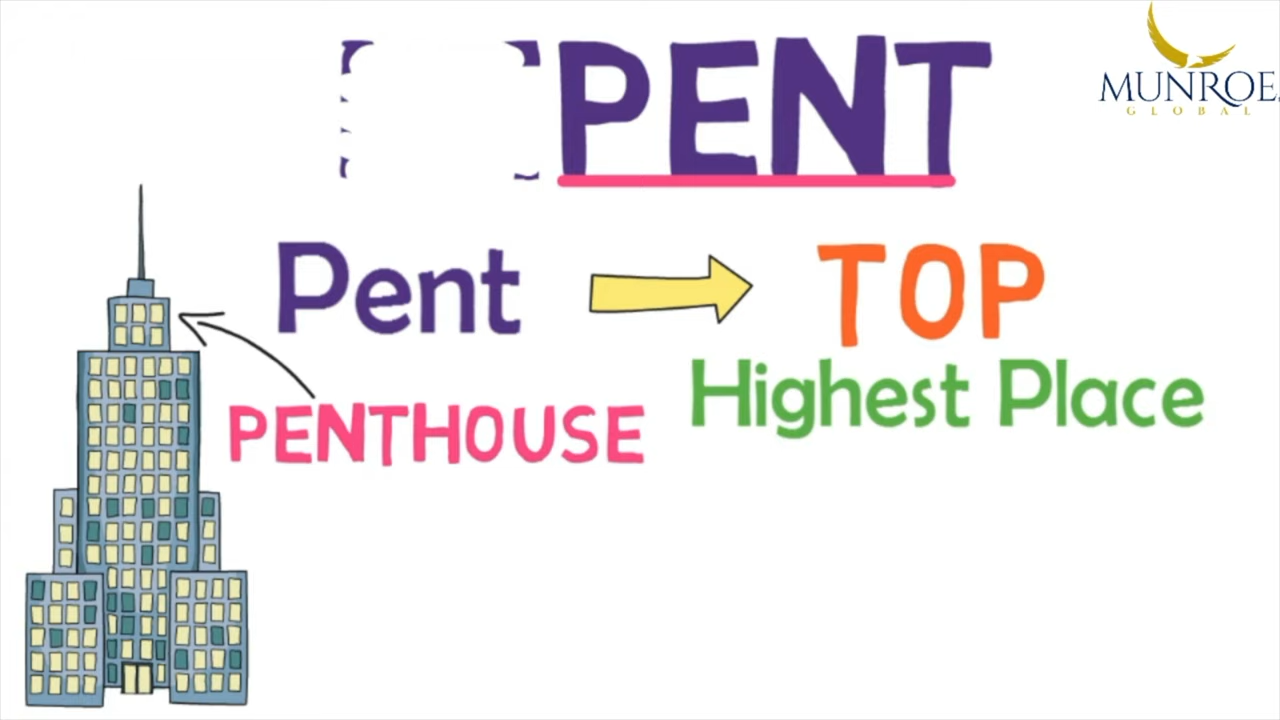 PENT
MUNROE
GLOBAL
Pent
TOP
Highest Place
PENTHOUSE